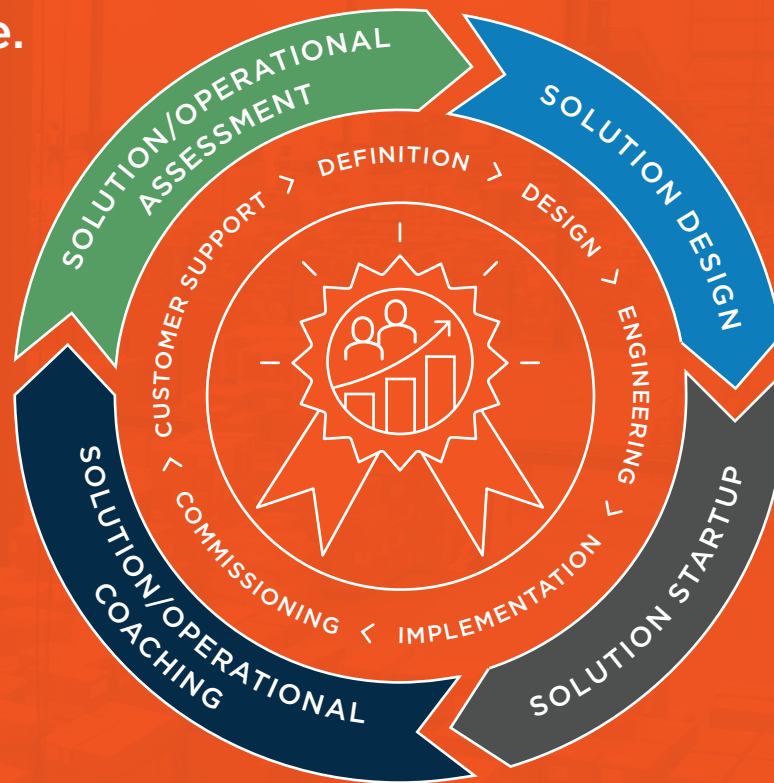 e.
SOLUTION/OPERATIONAL
ASSESSMENT
SOLUTION DESIGN
SOLUTION STARTUP
SOLUTION/OPERATIONAL
COACHING
DEFINITION
DESIGN
ENGINEERING
IMPLEMENTATION
COMMISSIONING
CUSTOMER SUPPORT